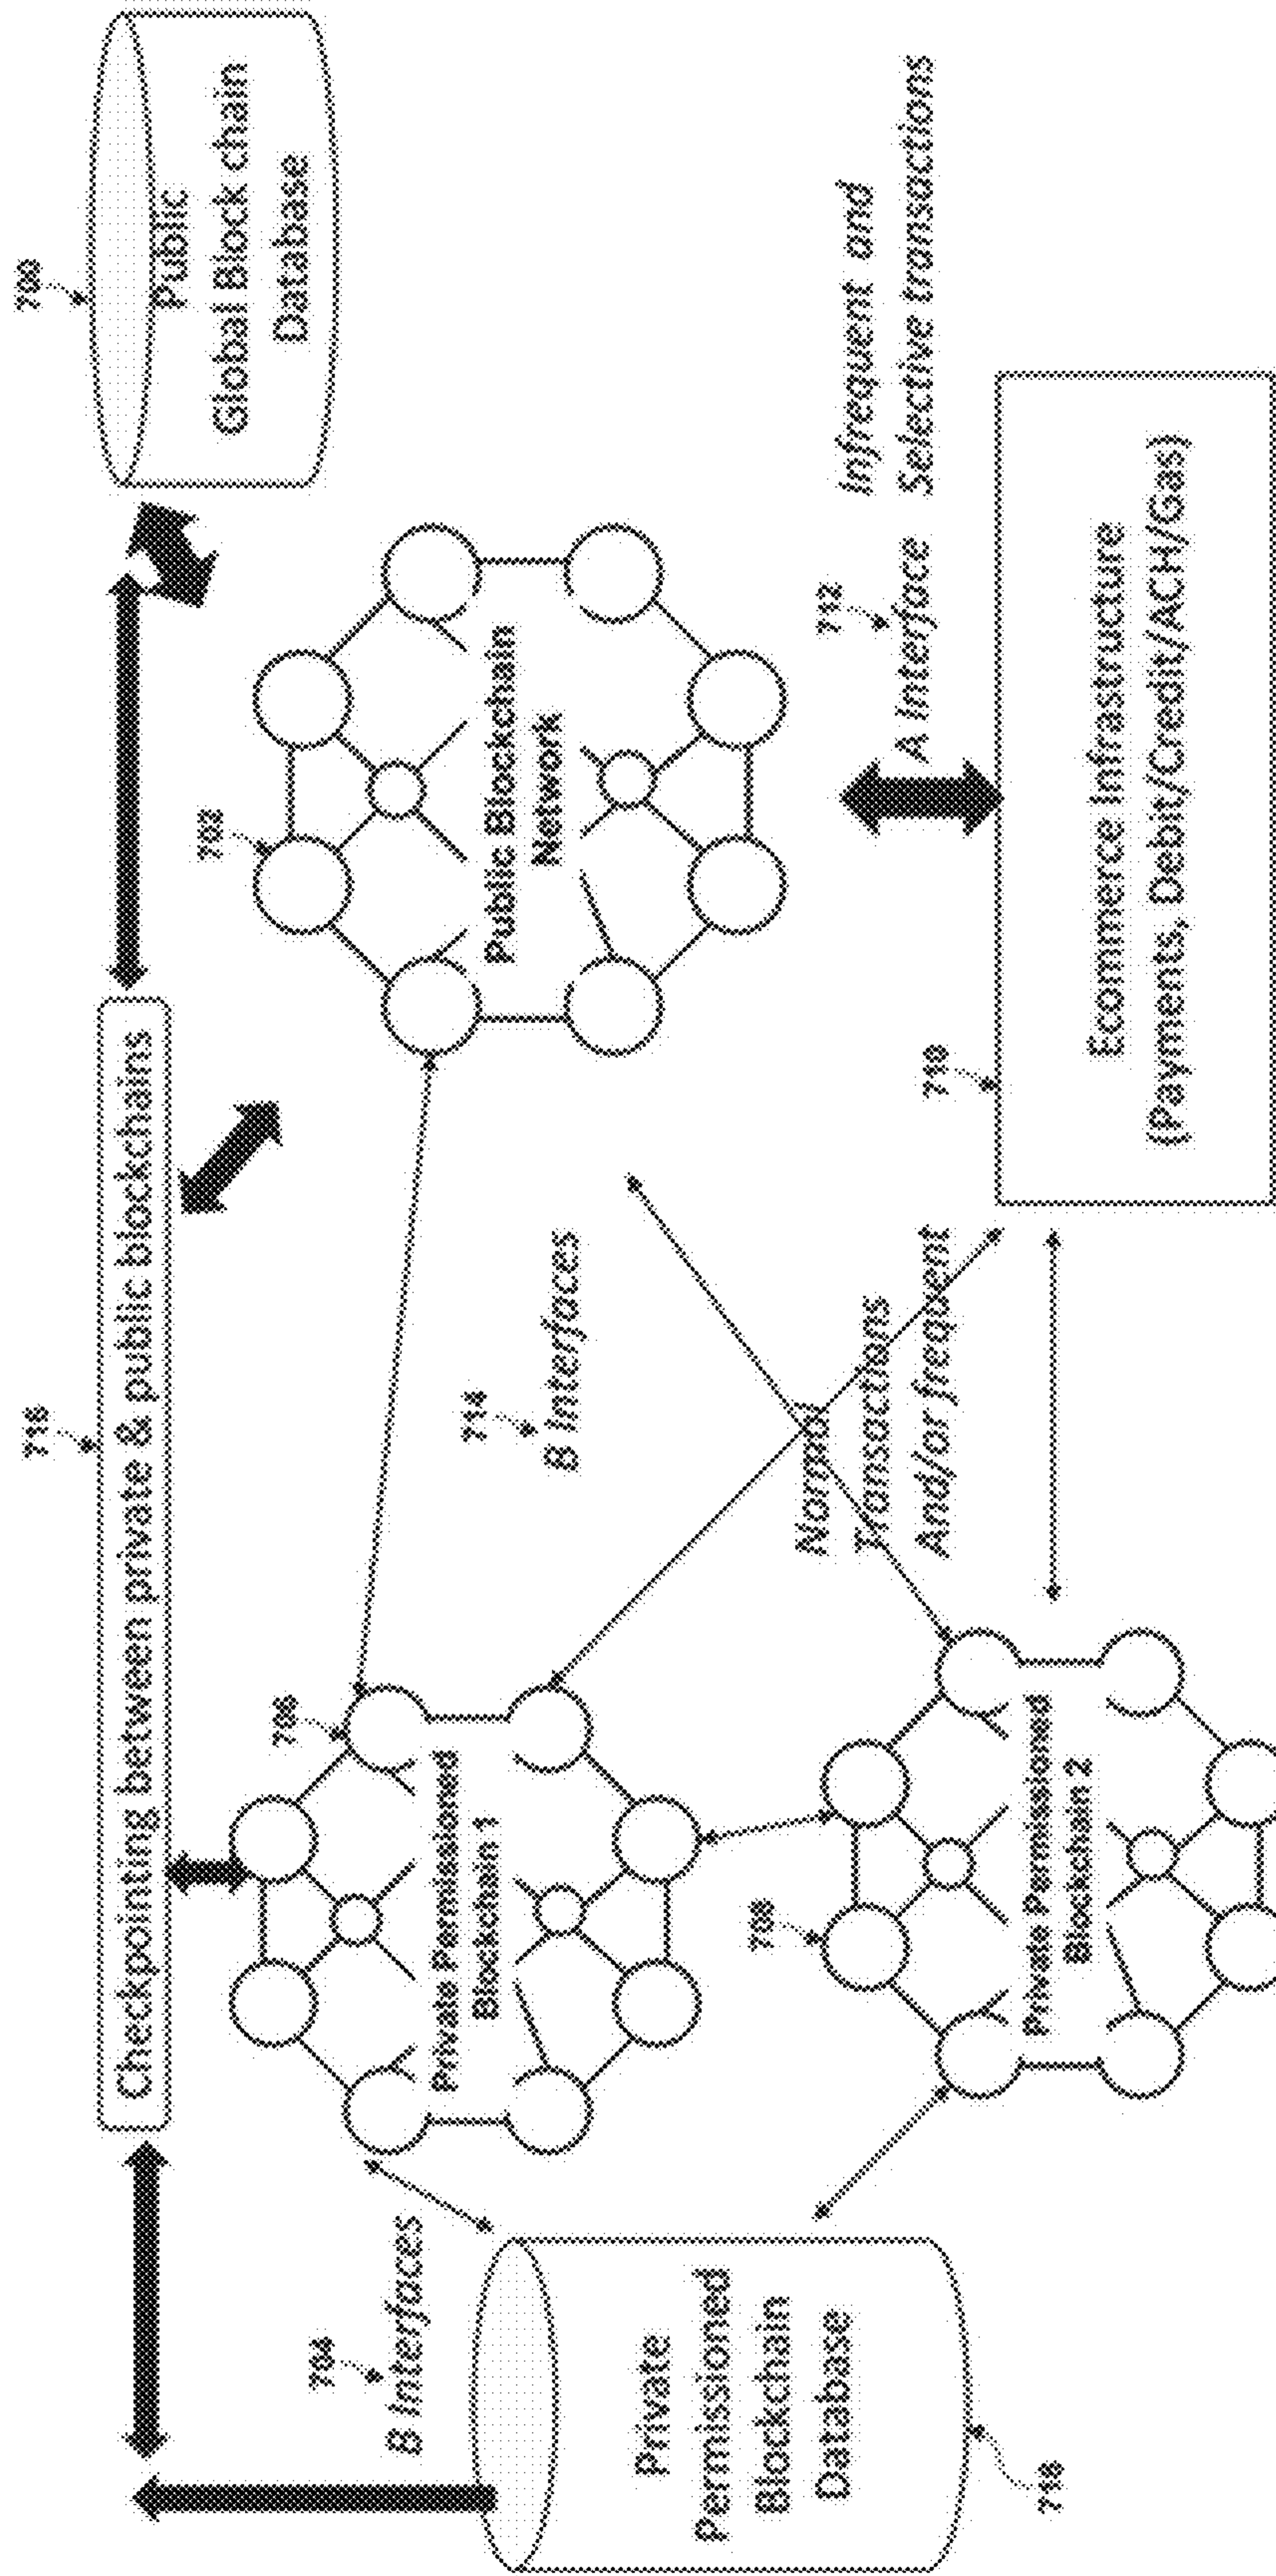 716
700
Checkpointing between private & public blockchains
Public
Global Block chain
Database
702
704
B Interfaces
706
Private Permissioned
Blockchain 1
714
B Interfaces
Public Blockchain
Network
Private
Permissioned
Blockchain
Database
718
708
Normal
Transactions
And/or frequent
712
A Interface
Infrequent and
Selective transactions
710
Private Permissioned
Blockchain 2
Ecommerce Infrastructure
(Payments, Debit/Credit/ACH/Gas)